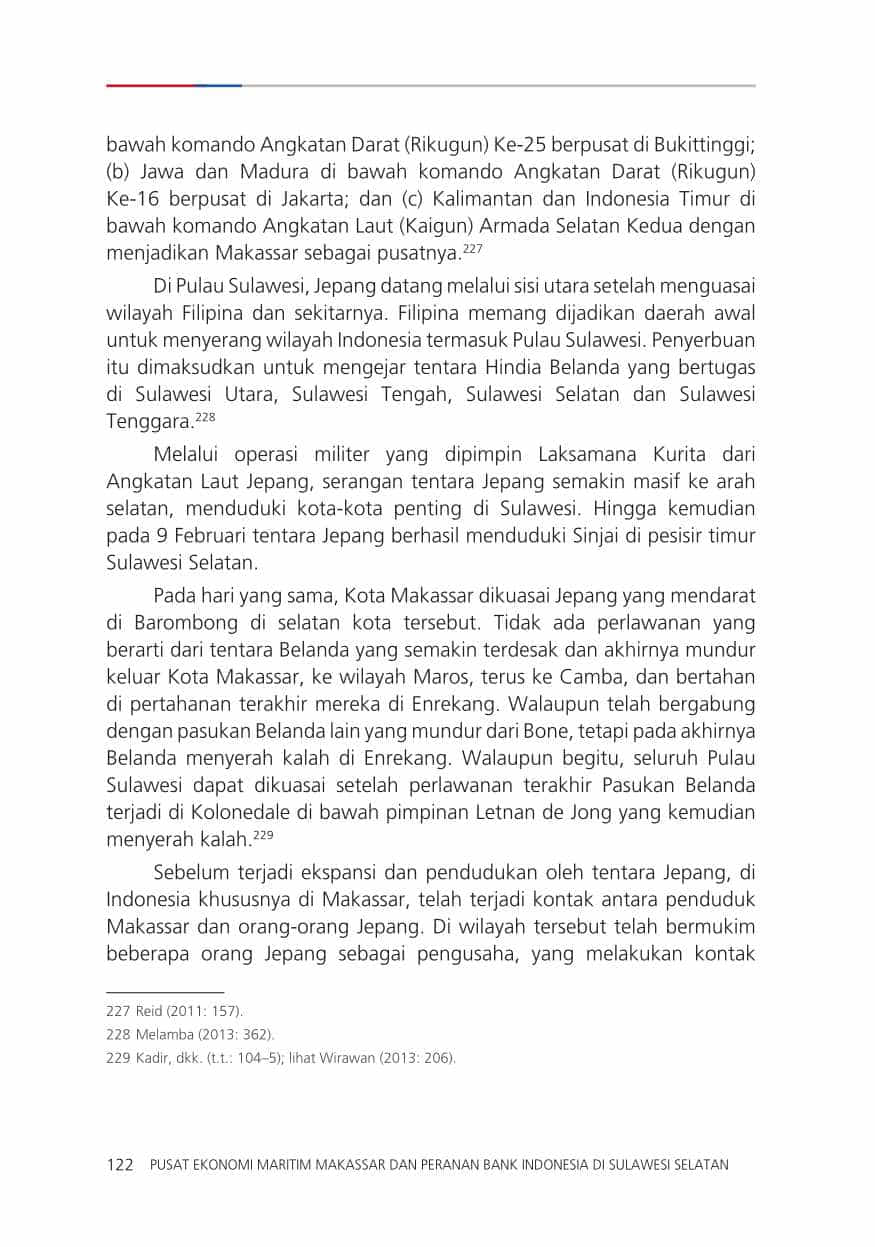 bawah komando Angkatan Darat (Rikugun) Ke-25 berpusat di Bukittinggi;
(b) Jawa dan Madura di bawah komando Angkatan Darat (Rikugun)
Ke-16 berpusat di Jakarta; dan (c) Kalimantan dan Indonesia Timur di
bawah komando Angkatan Laut (Kaigun) Armada Selatan Kedua dengan
menjadikan Makassar sebagai pusatnya.227
Di Pulau Sulawesi, Jepang datang melalui sisi utara setelah menguasai
wilayah Filipina dan sekitarnya. Filipina memang dijadikan daerah awal
untuk menyerang wilayah Indonesia termasuk Pulau Sulawesi. Penyerbuan
itu dimaksudkan untuk mengejar tentara Hindia Belanda yang bertugas
di Sulawesi Utara, Sulawesi Tengah, Sulawesi Selatan dan Sulawesi
Tenggara.228
Melalui operasi militer yang dipimpin Laksamana Kurita dari
Angkatan Laut Jepang, serangan tentara Jepang semakin masif ke arah
selatan, menduduki kota-kota penting di Sulawesi. Hingga kemudian
pada 9 Februari tentara Jepang berhasil menduduki Sinjai di pesisir timur
Sulawesi Selatan.
Pada hari yang sama, Kota Makassar dikuasai Jepang yang mendarat
di Barombong di selatan kota tersebut. Tidak ada perlawanan yang
berarti dari tentara Belanda yang semakin terdesak dan akhirnya mundur
keluar Kota Makassar, ke wilayah Maros, terus ke Camba, dan bertahan
di pertahanan terakhir mereka di Enrekang. Walaupun telah bergabung
dengan pasukan Belanda lain yang mundur dari Bone, tetapi pada akhirnya
Belanda menyerah kalah di Enrekang. Walaupun begitu, seluruh Pulau
Sulawesi dapat dikuasai setelah perlawanan terakhir Pasukan Belanda
terjadi di Kolonedale di bawah pimpinan Letnan de Jong yang kemudian
menyerah kalah.229
Sebelum terjadi ekspansi dan pendudukan oleh tentara Jepang, di
Indonesia khususnya di Makassar, telah terjadi kontak antara penduduk
Makassar dan orang-orang Jepang. Di wilayah tersebut telah bermukim
beberapa orang Jepang sebagai pengusaha, yang melakukan kontak
227 Reid (2011: 157).
228 Melamba (2013: 362).
229 Kadir, dkk. (t.t.: 104–5); lihat Wirawan (2013: 206).
122 PUSAT EKONOMI MARITIM MAKASSAR DAN PERANAN BANK INDONESIA DI SULAWESI SELATAN